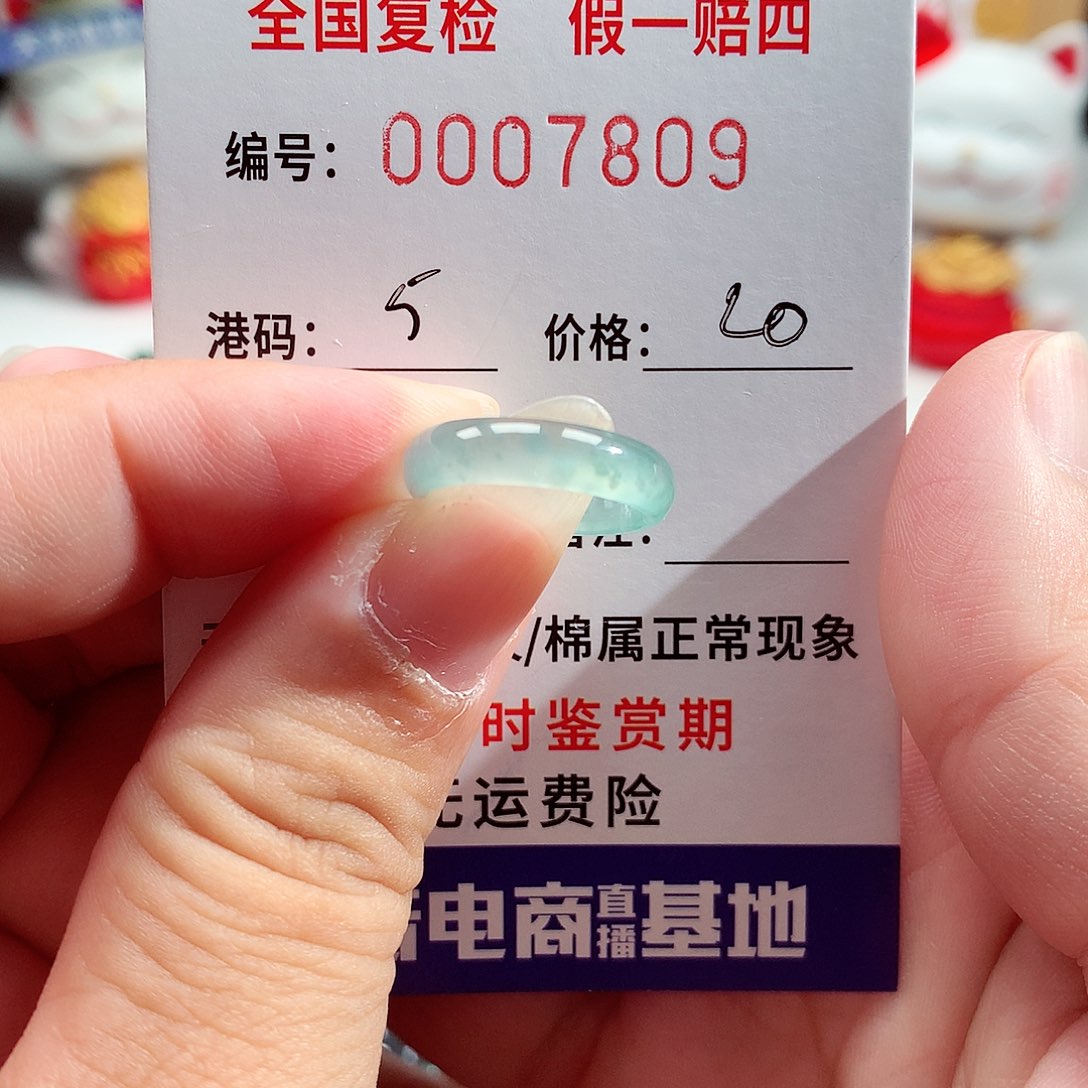 全国复检 假一赔四
编号：0007809
港码：5 价格：20
/棉属正常现象
时鉴赏期
运费险
电商直播基地